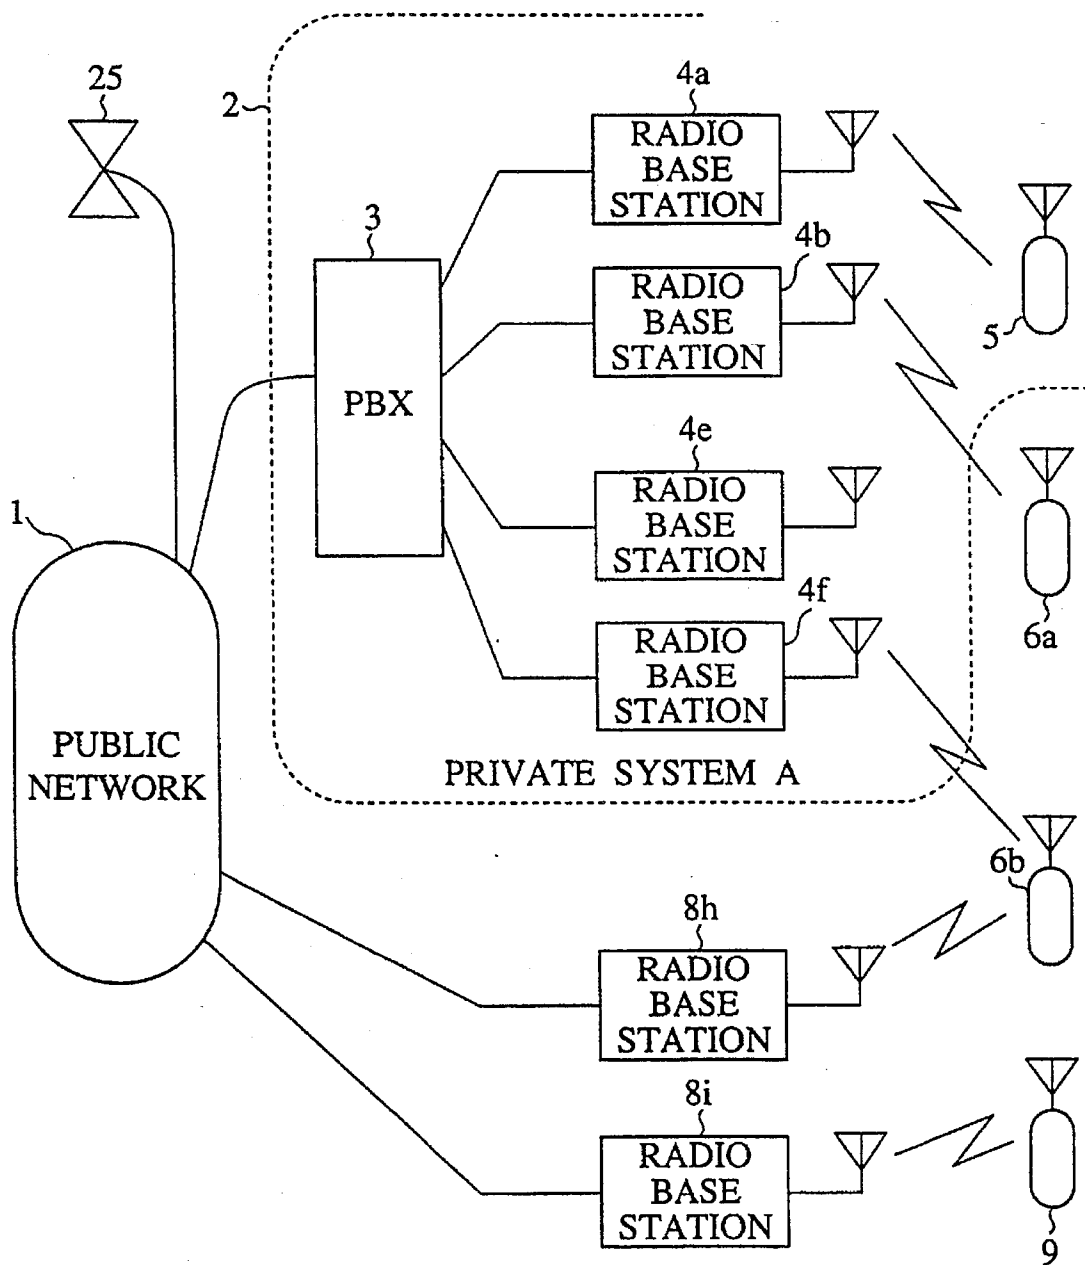 25
2
4a
RADIO
BASE
STATION
3
4b
RADIO
BASE
STATION
5
PBX
4e
RADIO
BASE
STATION
1
4f
6a
RADIO
BASE
STATION
PUBLIC
NETWORK
PRIVATE SYSTEM A
6b
8h
RADIO
BASE
STATION
8i
RADIO
BASE
STATION
9